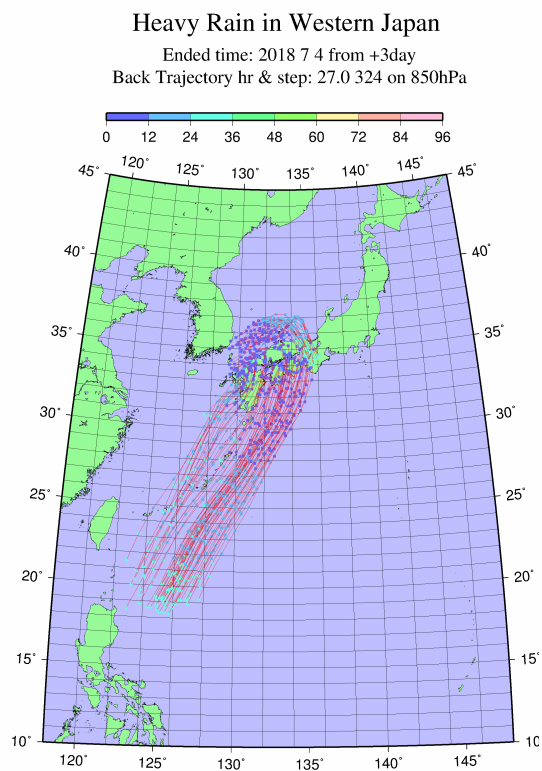 Heavy Rain in Western Japan
Ended time: 2018 7 4 from +3day
Back Trajectory hr & step: 27.0 324 on 850hPa
0 12 24 36 48 60 72 84 96
120˚ 125˚ 130˚ 135˚ 140˚ 145˚
45˚ 45˚
40˚ 40˚
35˚ 35˚
30˚ 30˚
25˚ 25˚
20˚ 20˚
15˚ 15˚
10˚ 10˚
120˚ 125˚ 130˚ 135˚ 140˚ 145˚